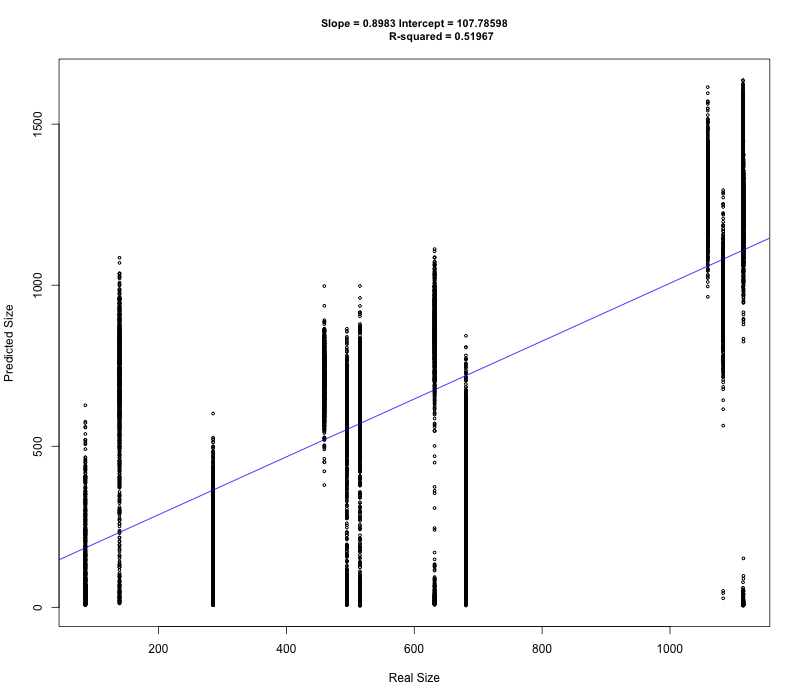 Slope = 0.8983 Intercept = 107.78598
R-squared = 0.51967
1500
1000
500
0
Predicted Size
200 400 600 800 1000
Real Size